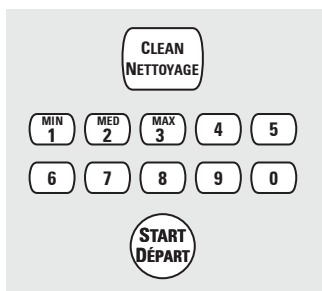 CLEAN
NETTOYAGE
MIN MED MAX
1 2 3 4 5
6 7 8 9 0
START
DÉPART